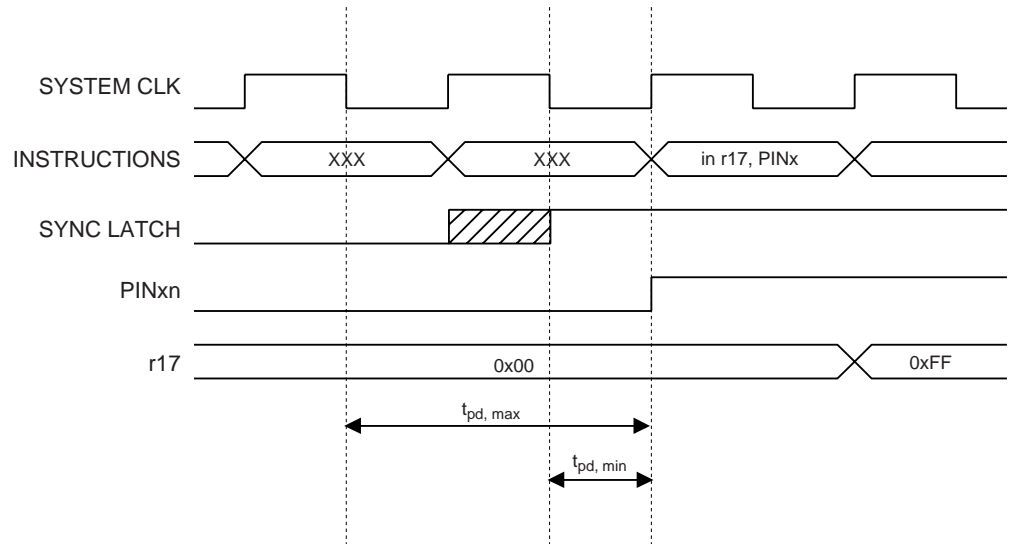 SYSTEM CLK
INSTRUCTIONS XXX XXX in r17, PINx
SYNC LATCH
PINxn
r17 0x00 0xFF
tpd, max
tpd, min